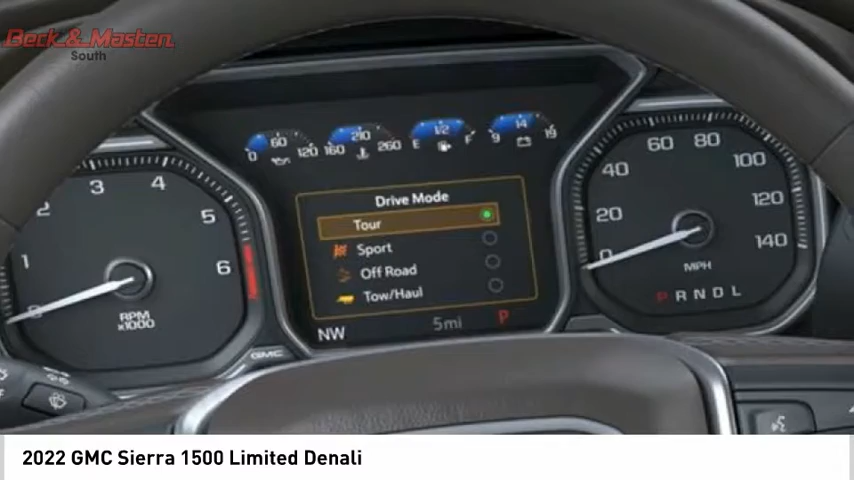 Beck & Masten
South
0 60 120
160 210 260
E 1/2 F
9 14 19
Drive Mode
Tour
Sport
Off Road
Tow/Haul
NW 5mi P
0 1 2 3 4 5 6
RPM
x1000
GMC
0 20 40 60 80 100 120 140
MPH
P R N D L
2022 GMC Sierra 1500 Limited Denali